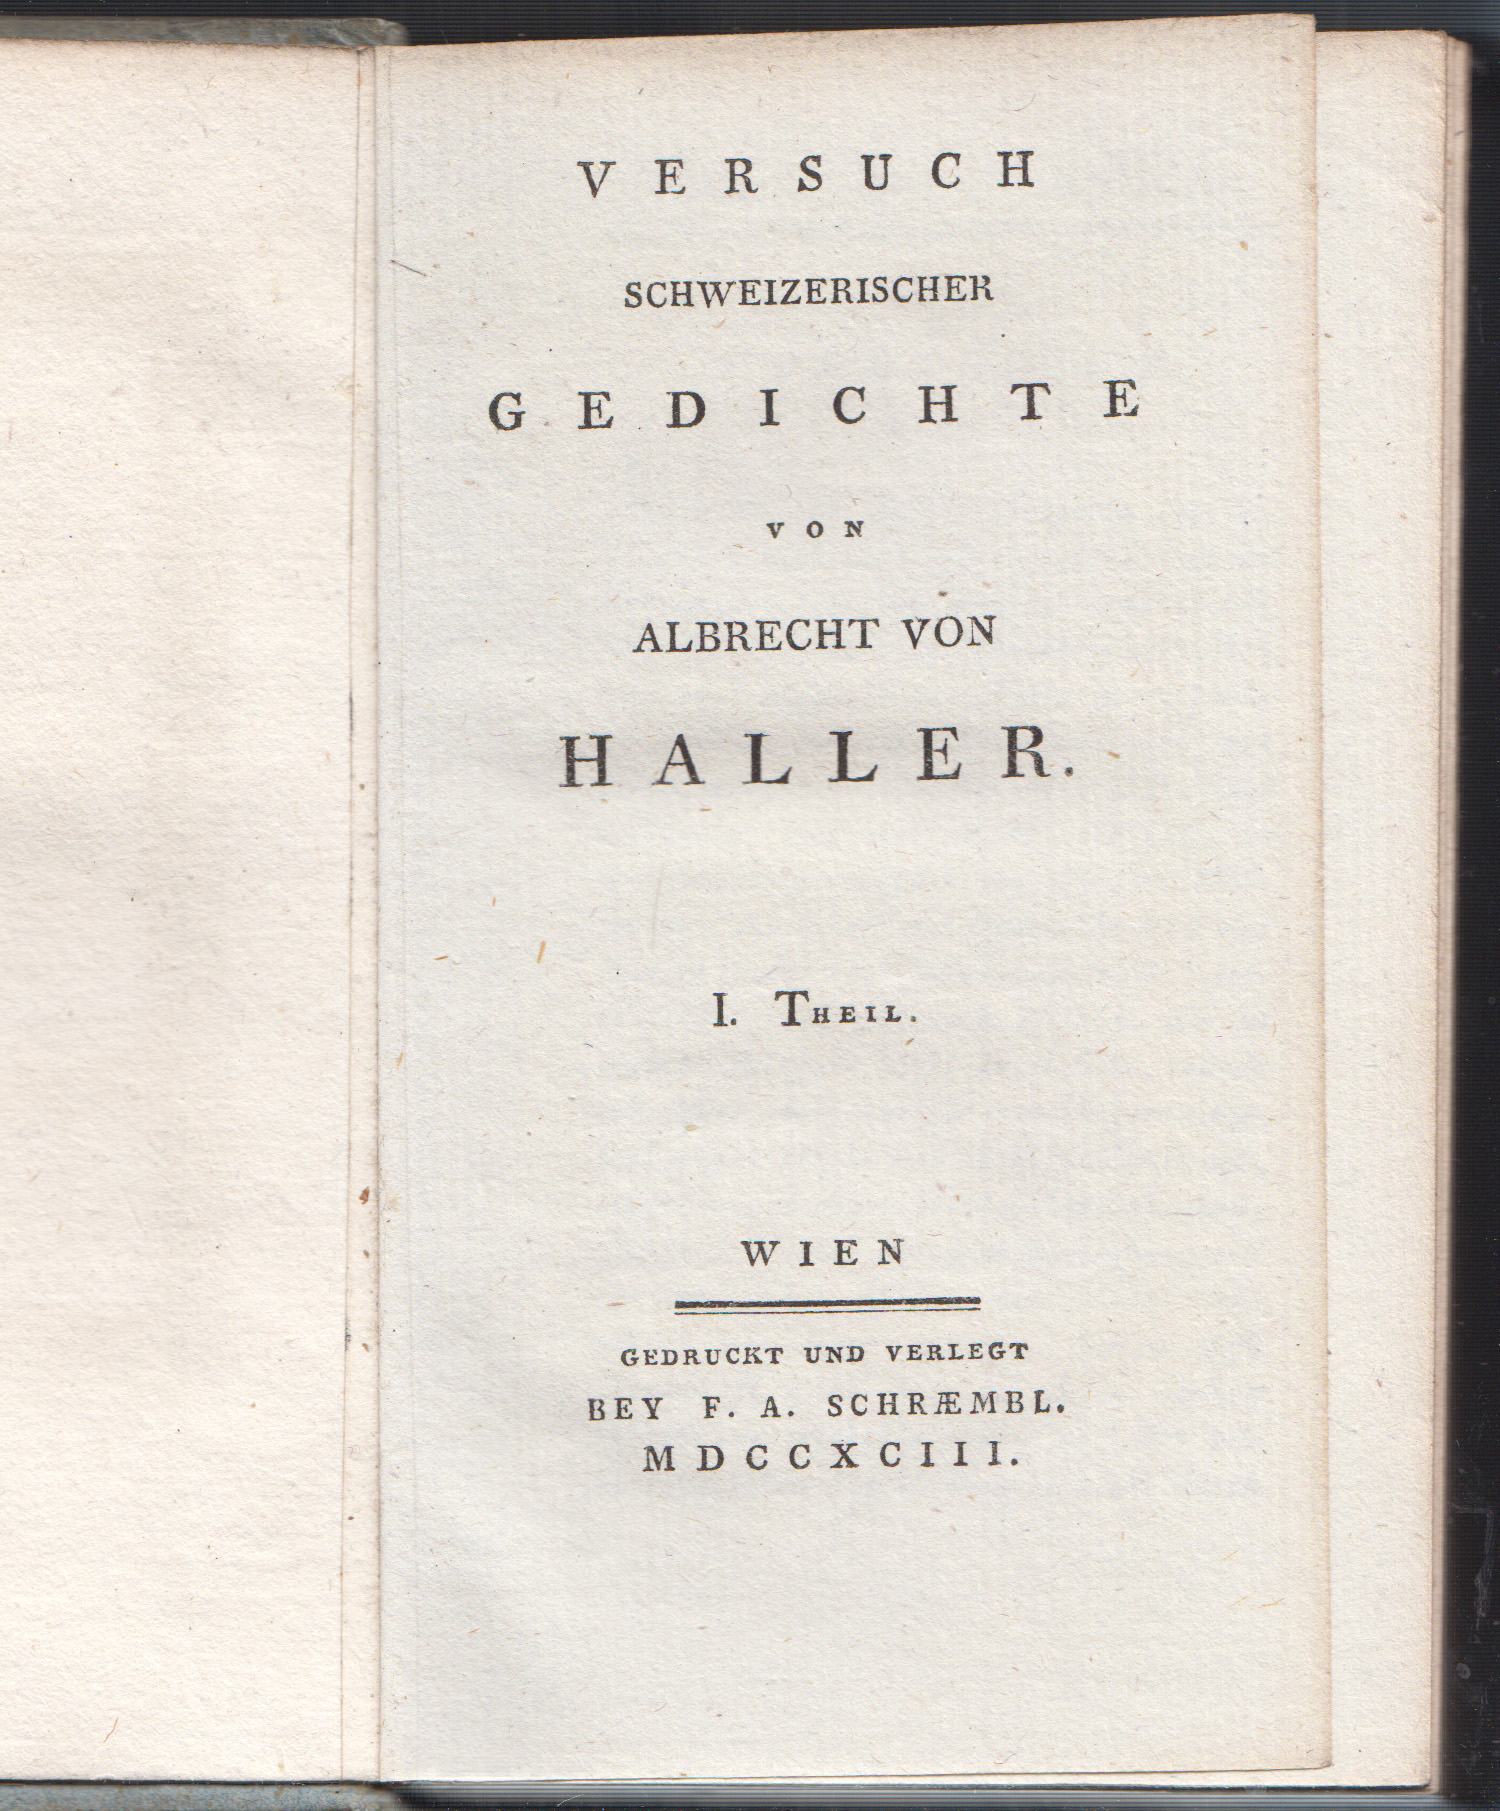 VERSUCH
SCHWEIZERISCHER
GEDICHTE
VON
ALBRECHT VON
HALLER.
I. THEIL.
WIEN
GEDRUCKT UND VERLEGT
BEY F. A. SCHRÆMBL.
MDCCXCIII.